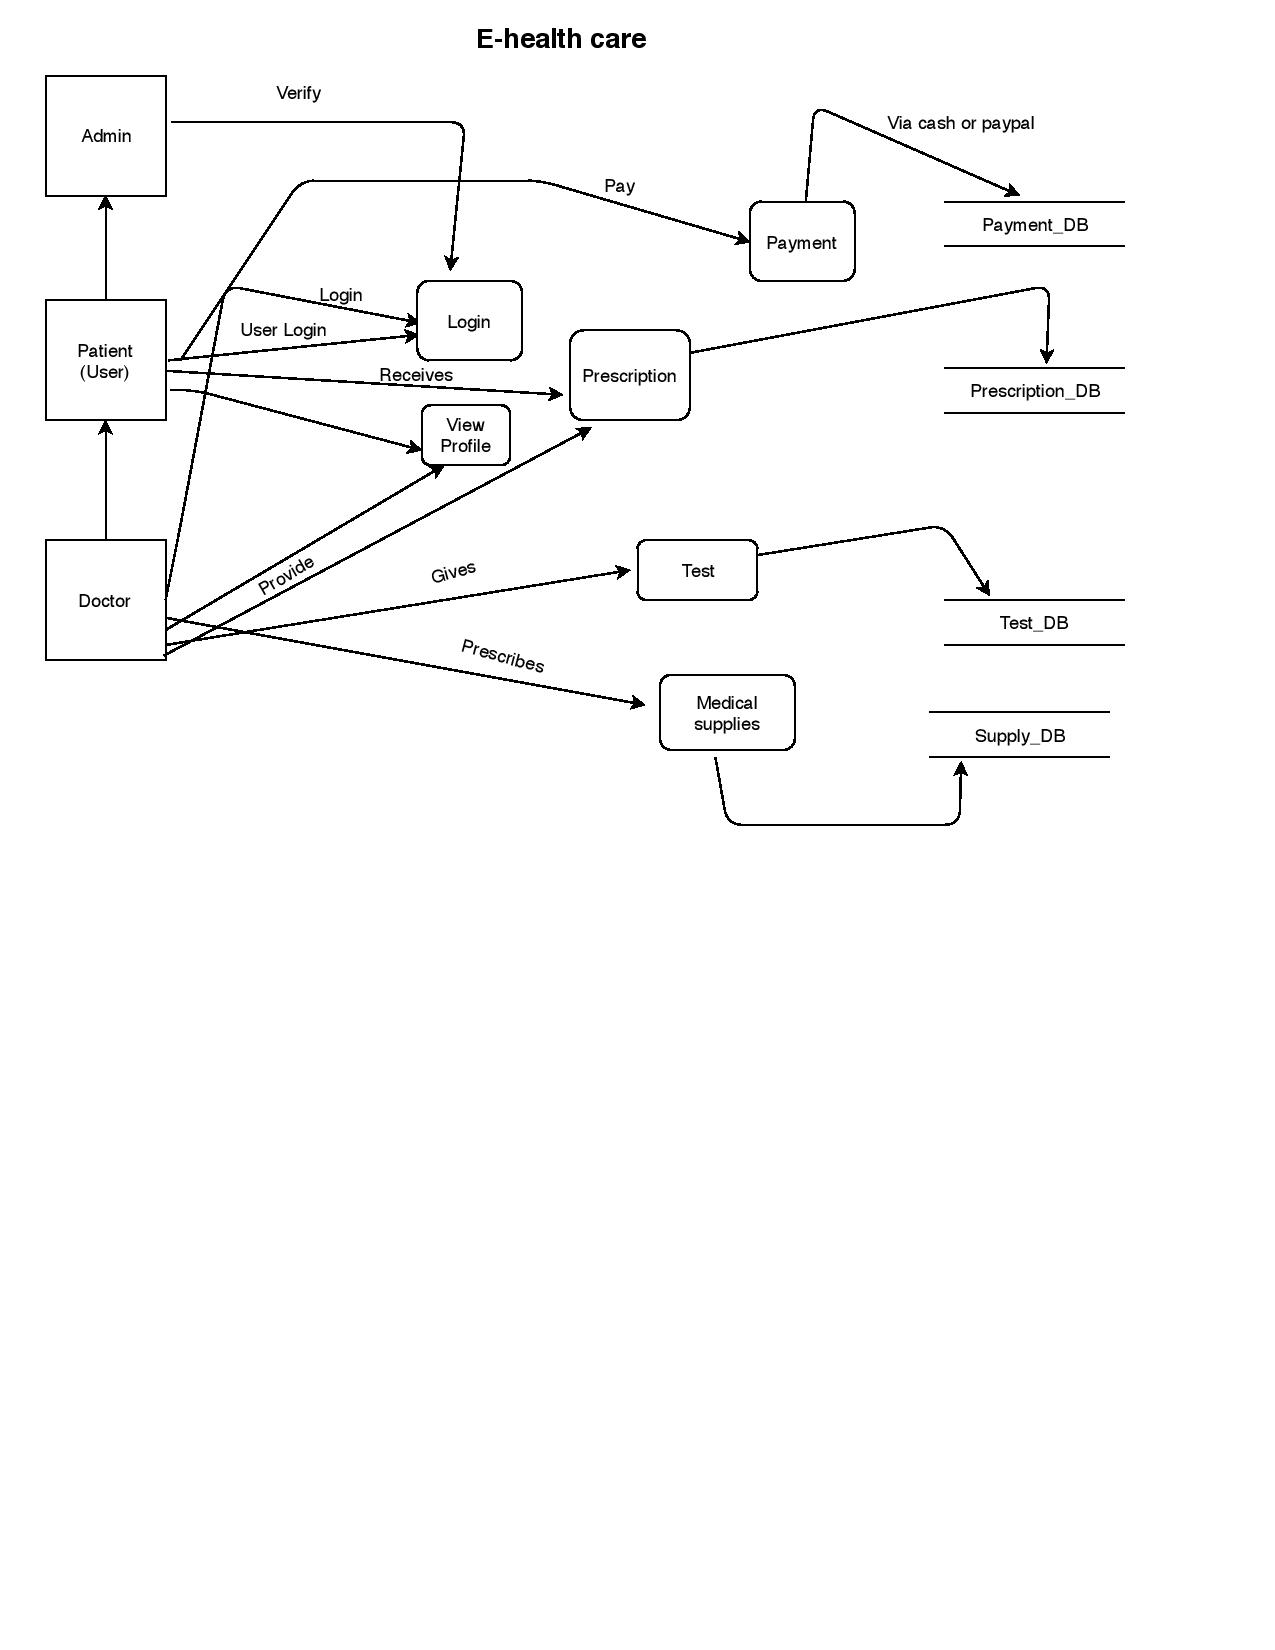 E-health care
Verify
Admin
Via cash or paypal
Pay
Payment_DB
Payment
Login
Login
User Login
Patient
(User)
Receives
Prescription
Prescription_DB
View
Profile
Provide
Gives
Test
Doctor
Test_DB
Prescribes
Medical
supplies
Supply_DB